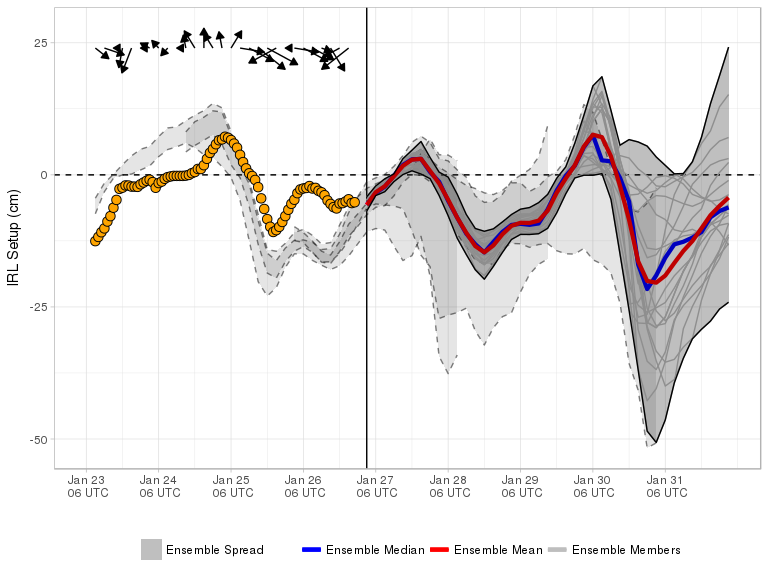 IRL Setup (cm)
25
0
-25
-50
Jan 23
06 UTC
Jan 24
06 UTC
Jan 25
06 UTC
Jan 26
06 UTC
Jan 27
06 UTC
Jan 28
06 UTC
Jan 29
06 UTC
Jan 30
06 UTC
Jan 31
06 UTC
Ensemble Spread
Ensemble Median
Ensemble Mean
Ensemble Members